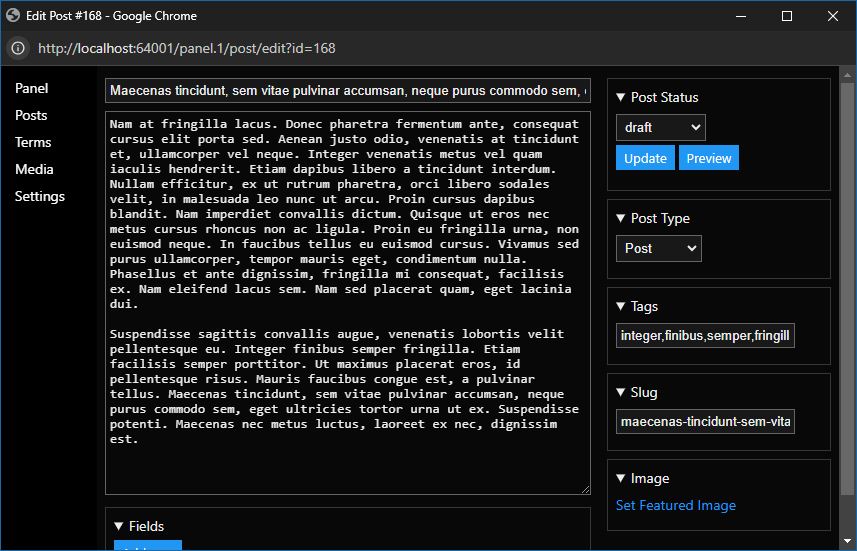 Edit Post #168 - Google Chrome
http://localhost:64001/panel.1/post/edit?id=168
Panel
Posts
Terms
Media
Settings
Maecenas tincidunt, sem vitae pulvinar accumsan, neque purus commodo sem,
Nam at fringilla lacus. Donec pharetra fermentum ante, consequat
cursus elit porta sed. Aenean justo odio, venenatis at tincidunt
et, ullamcorper vel neque. Integer venenatis metus vel quam
iaculis hendrerit. Etiam dapibus libero a tincidunt interdum.
Nullam efficitur, ex ut rutrum pharetra, orci libero sodales
velit, in malesuada leo nunc ut arcu. Proin cursus dapibus
blandit. Nam imperdiet convallis dictum. Quisque ut eros nec
metus cursus rhoncus non ac ligula. Proin eu fringilla urna, non
euismod neque. In faucibus tellus eu euismod cursus. Vivamus sed
purus ullamcorper, tempor mauris eget, condimentum nulla.
Phasellus et ante dignissim, fringilla mi consequat, facilisis
ex. Nam eleifend lacus sem. Nam sed placerat quam, eget lacinia
dui.
Suspendisse sagittis convallis augue, venenatis lobortis velit
pellentesque eu. Integer finibus semper fringilla. Etiam
facilisis semper porttitor. Ut maximus placerat eros, id
pellentesque risus. Mauris faucibus congue est, a pulvinar
tellus. Maecenas tincidunt, sem vitae pulvinar accumsan, neque
purus commodo sem, eget ultricies tortor urna ut ex. Suspendisse
potenti. Maecenas nec metus luctus, laoreet ex nec, dignissim
est.
Fields
Post Status
draft
Update Preview
Post Type
Post
Tags
integer,finibus,semper,fringill
Slug
maecenas-tincidunt-sem-vita
Image
Set Featured Image